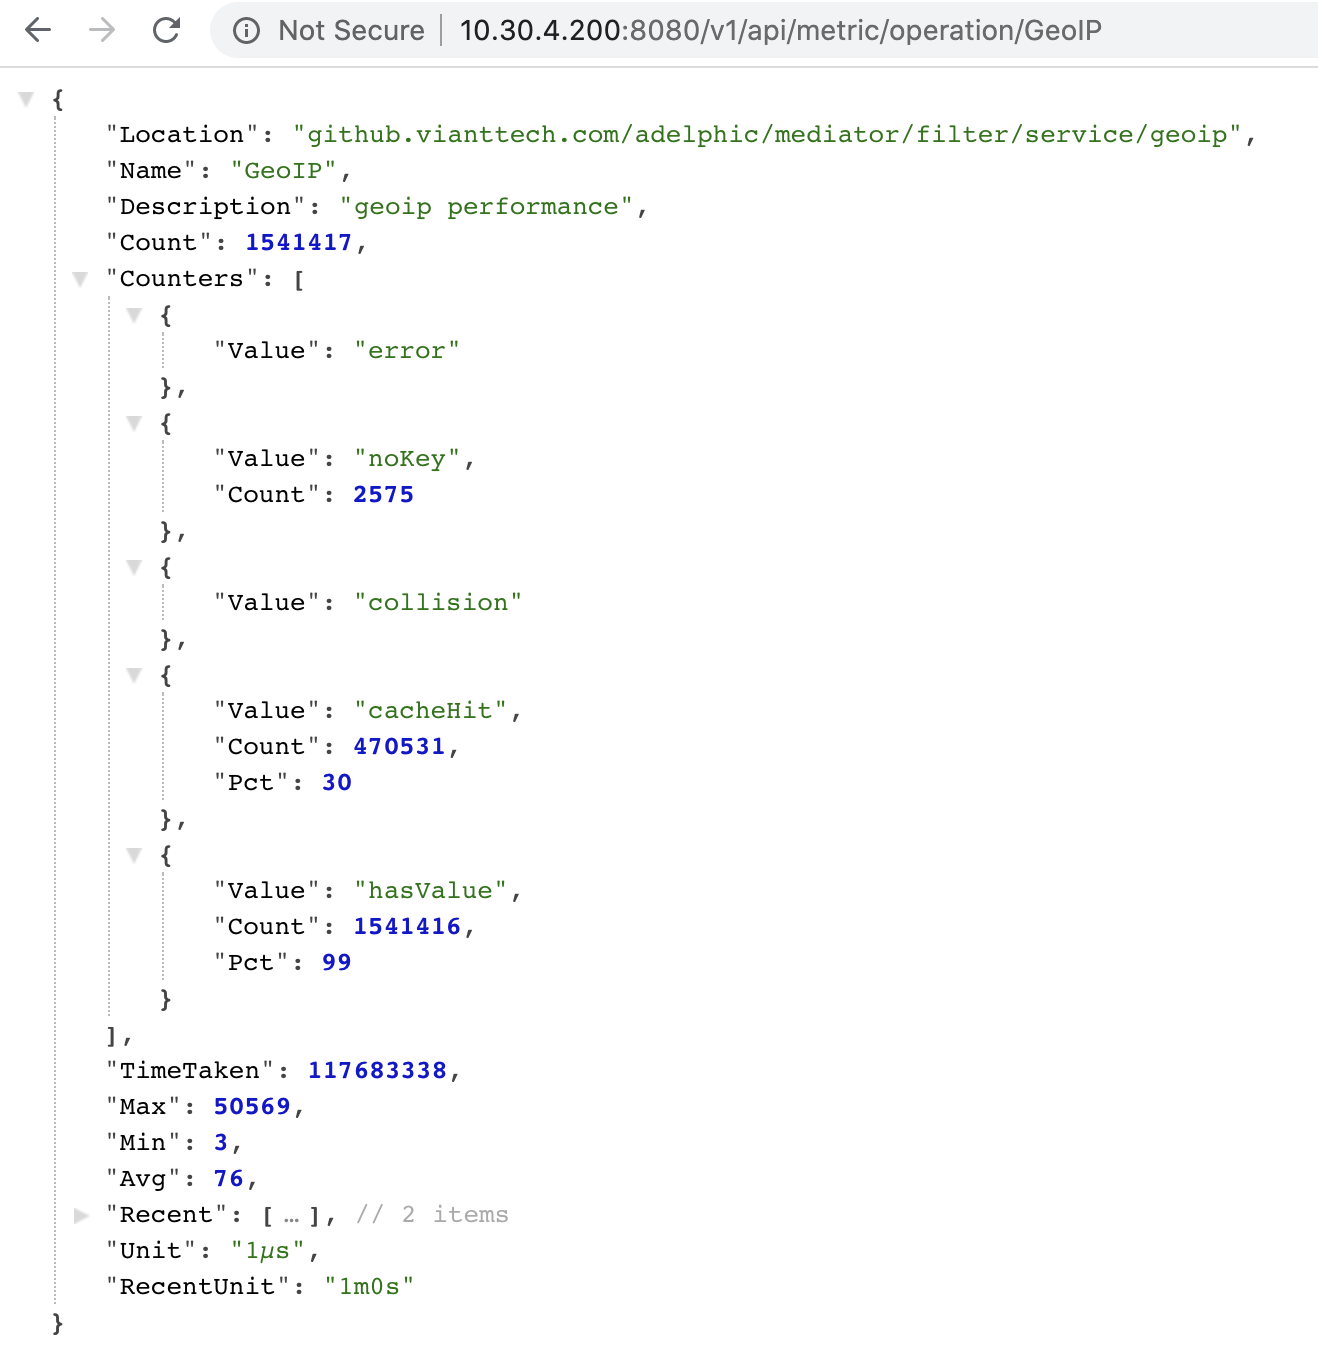 Not Secure | 10.30.4.200:8080/v1/api/metric/operation/GeoIP
{
"Location": "github.vianttech.com/adelphic/mediator/filter/service/geoip",
"Name": "GeoIP",
"Description": "geoip performance",
"Count": 1541417,
"Counters": [
{
"Value": "error"
},
{
"Value": "noKey",
"Count": 2575
},
{
"Value": "collision"
},
{
"Value": "cacheHit",
"Count": 470531,
"Pct": 30
},
{
"Value": "hasValue",
"Count": 1541416,
"Pct": 99
}
],
"TimeTaken": 117683338,
"Max": 50569,
"Min": 3,
"Avg": 76,
"Recent": [ … ], // 2 items
"Unit": "1µs",
"RecentUnit": "1m0s"
}